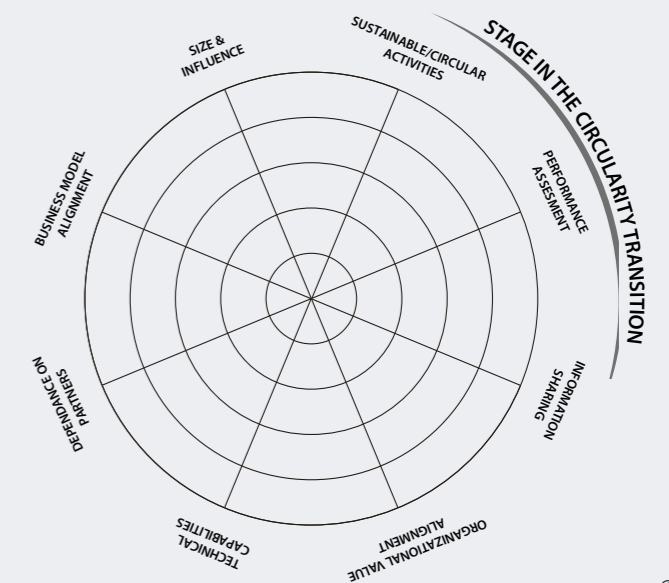 SIZE &
INFLUENCE
SUSTAINABLE/CIRCULAR
ACTIVITIES
STAGE IN THE CIRCULARITY TRANSITION
PERFORMANCE
ASSESMENT
INFORMATION
SHARING
ORGANIZATIONAL VALUE
ALIGNMENT
TECHNICAL
CAPABILITIES
DEPENDANCE ON
PARTNERS
BUSINESS MODEL
ALIGNMENT